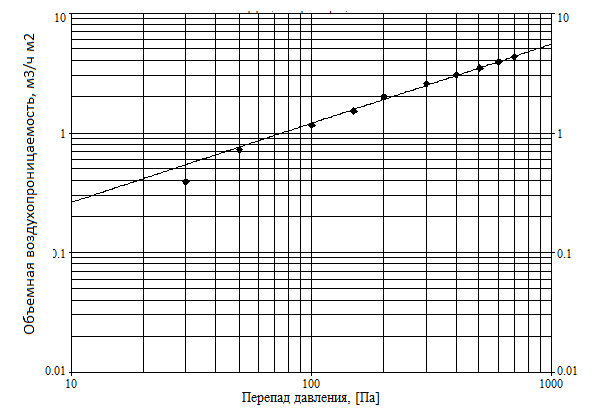 Объемная воздухопроницаемость, м3/ч м2
10 10
1 1
0.1 0.1
0.01 0.01
10 100 1000
Перепад давления, [Па]